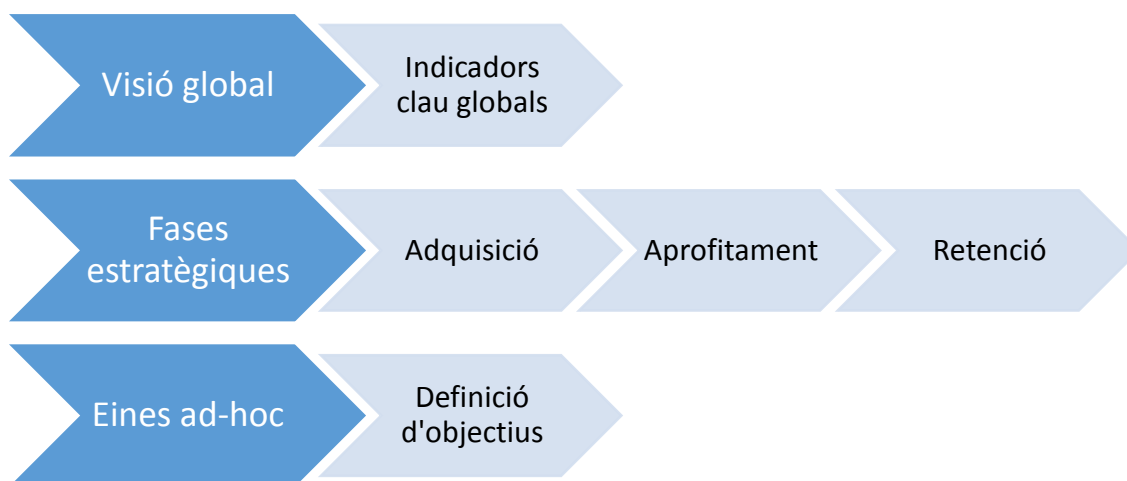 Visió global
Indicadors
clau globals
Fases
estratègiques
Adquisició
Aprofitament
Retenció
Eines ad-hoc
Definició
d'objectius